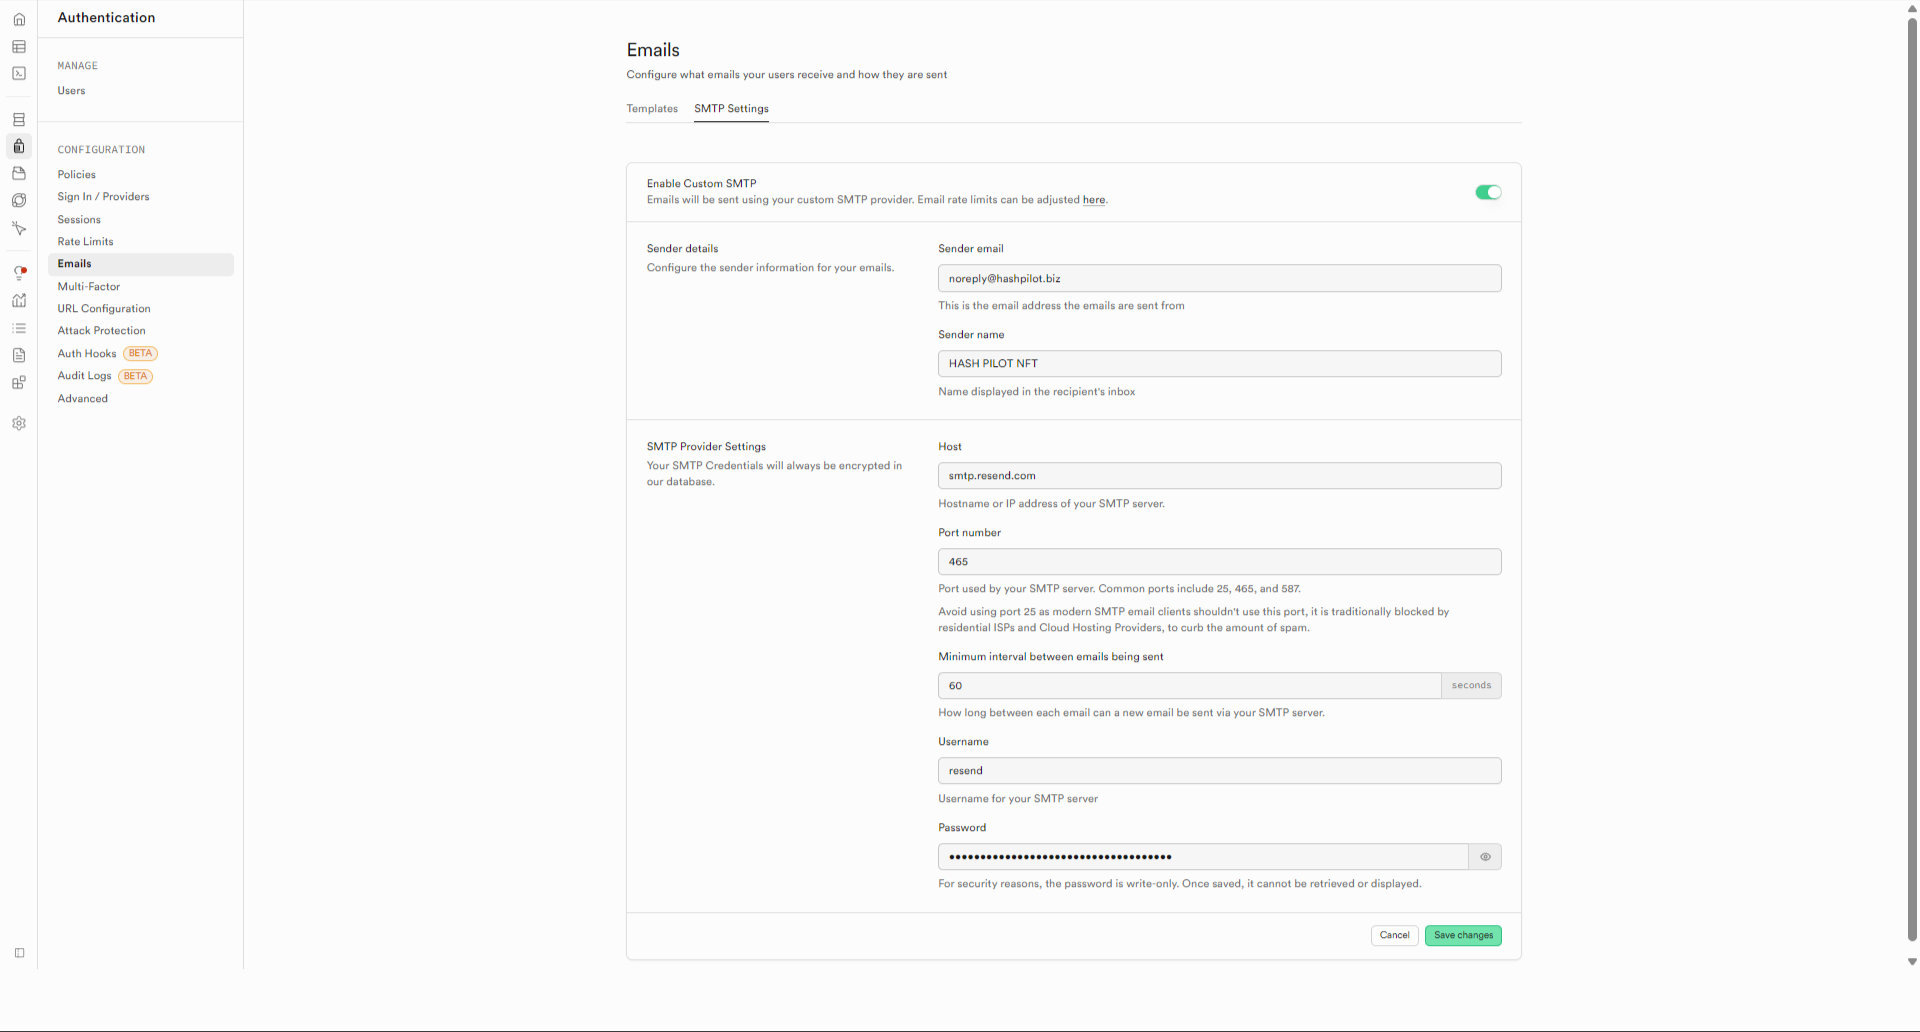 Authentication
MANAGE
Users
CONFIGURATION
Policies
Sign In / Providers
Sessions
Rate Limits
Emails
Multi-Factor
URL Configuration
Attack Protection
Auth Hooks BETA
Audit Logs BETA
Advanced
Emails
Configure what emails your users receive and how they are sent
Templates SMTP Settings
Enable Custom SMTP
Emails will be sent using your custom SMTP provider. Email rate limits can be adjusted here.
Sender details
Configure the sender information for your emails.
Sender email
noreply@hashpilot.biz
This is the email address the emails are sent from
Sender name
HASH PILOT NFT
Name displayed in the recipient's inbox
SMTP Provider Settings
Your SMTP Credentials will always be encrypted in
our database.
Host
smtp.resend.com
Hostname or IP address of your SMTP server.
Port number
465
Port used by your SMTP server. Common ports include 25, 465, and 587.
Avoid using port 25 as modern SMTP email clients shouldn't use this port, it is traditionally blocked by
residential ISPs and Cloud Hosting Providers, to curb the amount of spam.
Minimum interval between emails being sent
60 seconds
How long between each email can a new email be sent via your SMTP server.
Username
resend
Username for your SMTP server
Password
••••••••••••••••••••••••••••••••••••
For security reasons, the password is write-only. Once saved, it cannot be retrieved or displayed.
Cancel Save changes